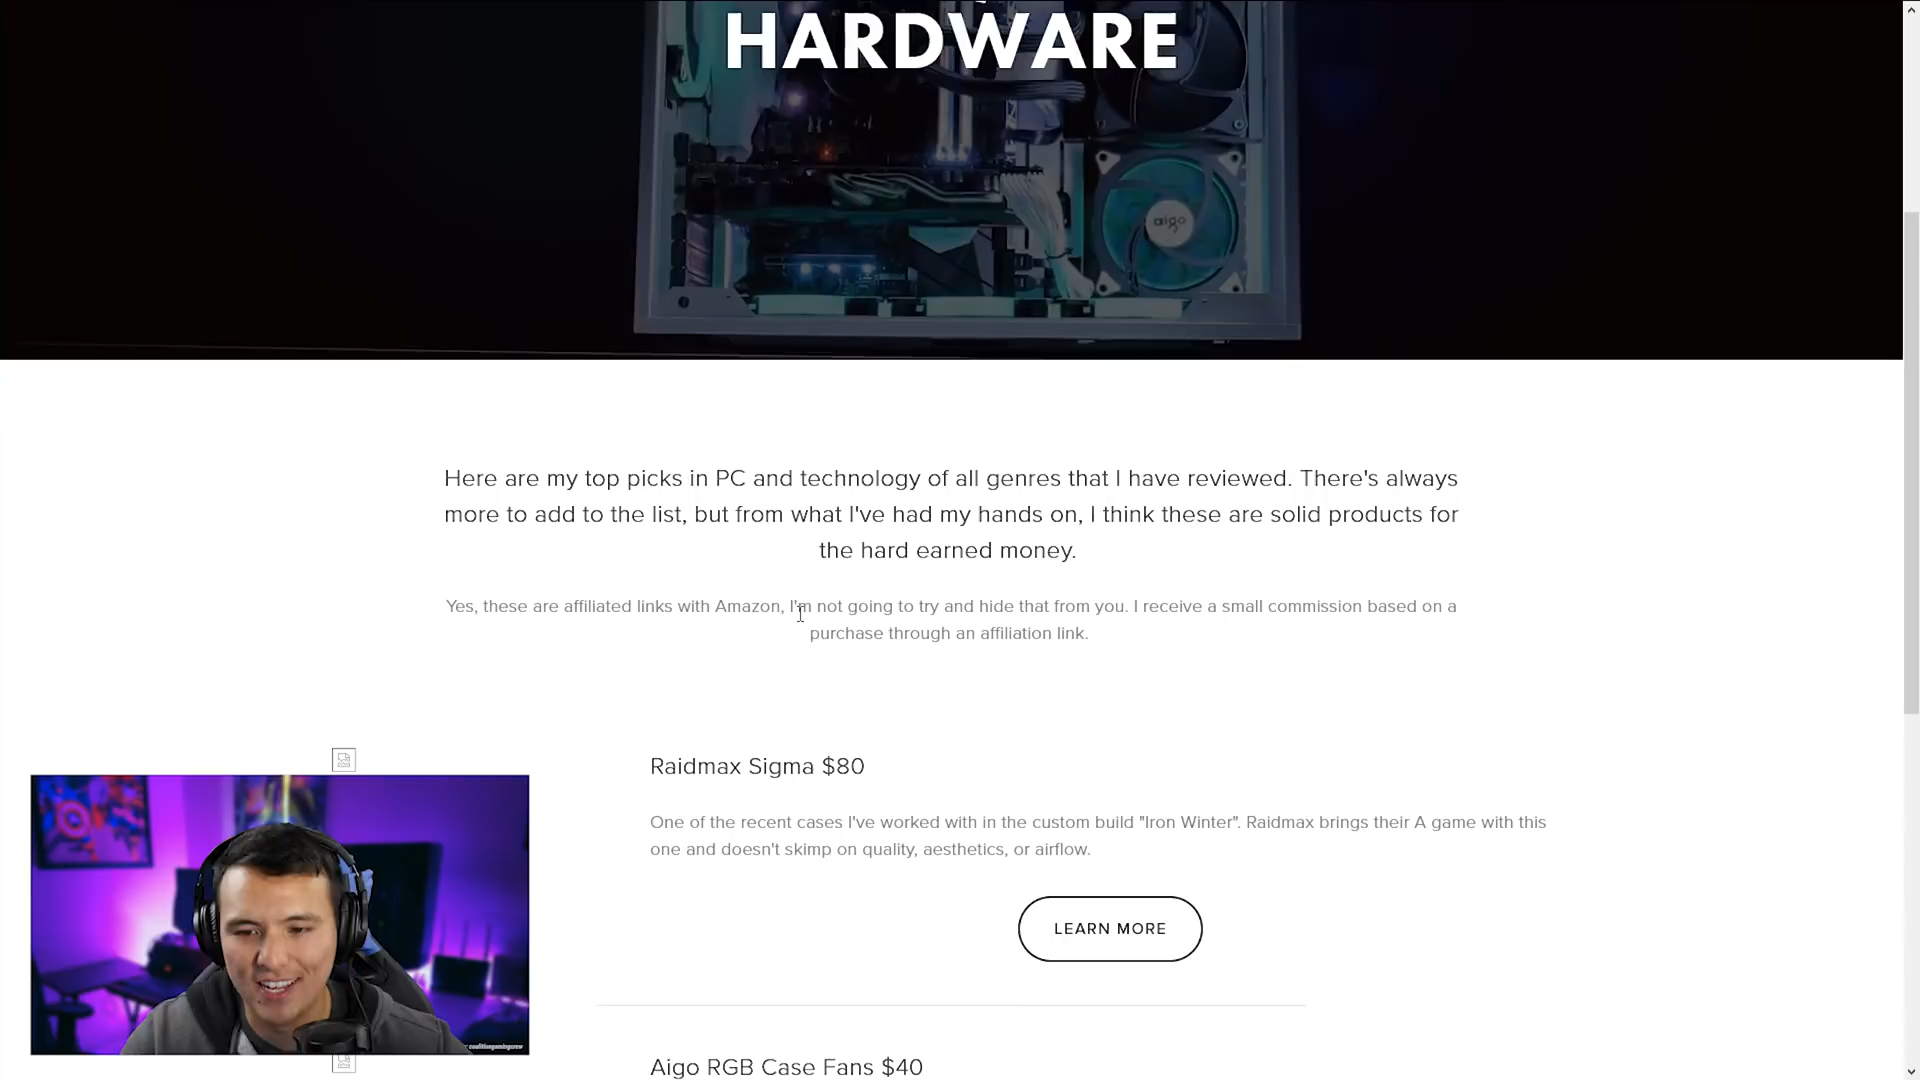 HARDWARE
aigo
Here are my top picks in PC and technology of all genres that I have reviewed. There's always
more to add to the list, but from what I've had my hands on, I think these are solid products for
the hard earned money.
Yes, these are affiliated links with Amazon, I'm not going to try and hide that from you. I receive a small commission based on a
purchase through an affiliation link.
Raidmax Sigma $80
One of the recent cases I've worked with in the custom build "Iron Winter". Raidmax brings their A game with this
one and doesn't skimp on quality, aesthetics, or airflow.
LEARN MORE
Aigo RGB Case Fans $40